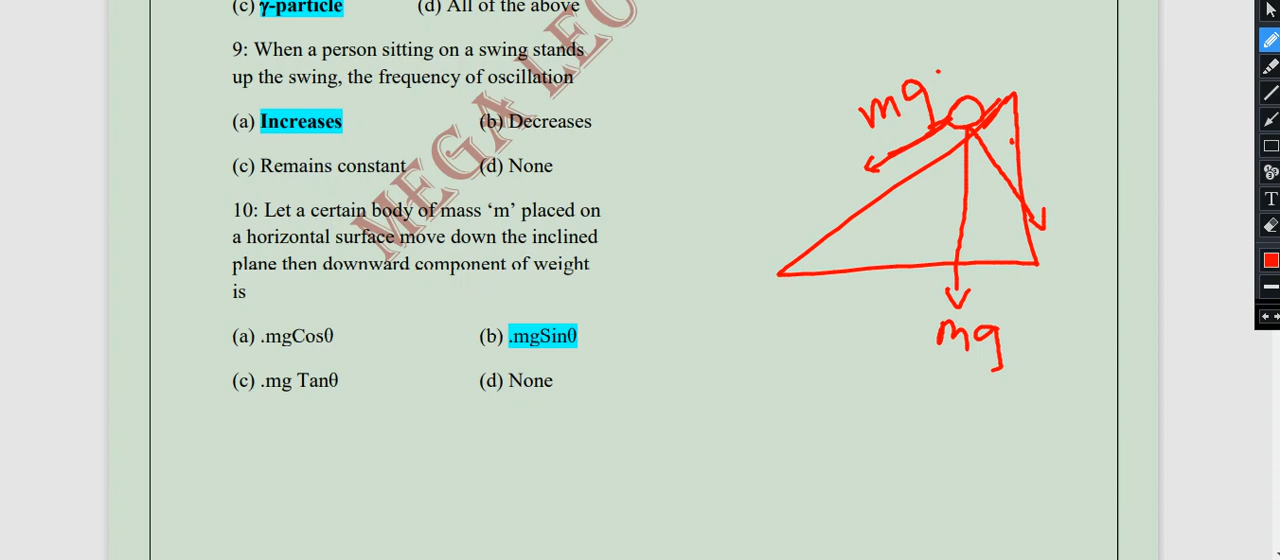 (c) γ-particle (d) All of the above
9: When a person sitting on a swing stands
up the swing, the frequency of oscillation
(a) Increases (b) Decreases
(c) Remains constant (d) None
10: Let a certain body of mass ‘m’ placed on
a horizontal surface move down the inclined
plane then downward component of weight
is
(a) .mgCosθ (b) .mgSinθ
(c) .mg Tanθ (d) None
MEGA LEO
mg
mg
T